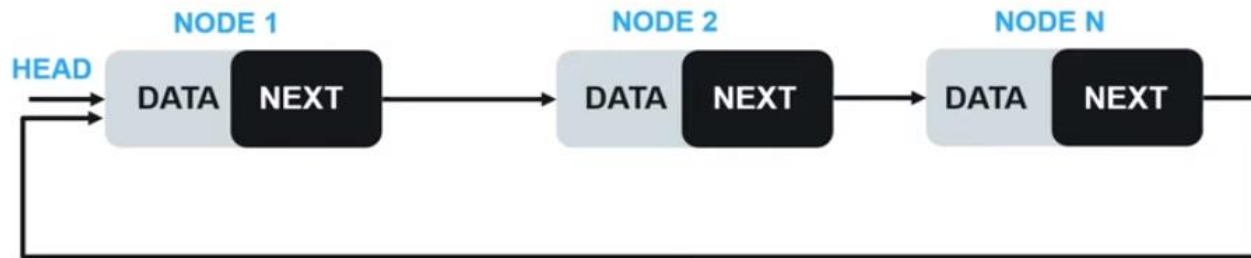 NODE 1
NODE 2
NODE N
HEAD
DATA NEXT
DATA NEXT
DATA NEXT